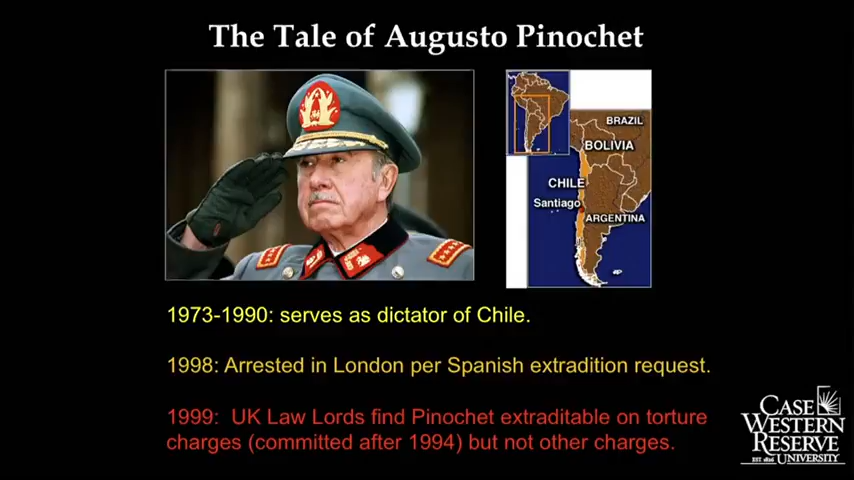 The Tale of Augusto Pinochet
BRAZIL
BOLIVIA
CHILE
Santiago
ARGENTINA
1973-1990: serves as dictator of Chile.
1998: Arrested in London per Spanish extradition request.
1999:  UK Law Lords find Pinochet extraditable on torture
charges (committed after 1994) but not other charges.
CASE
WESTERN
RESERVE
EST 1826 UNIVERSITY